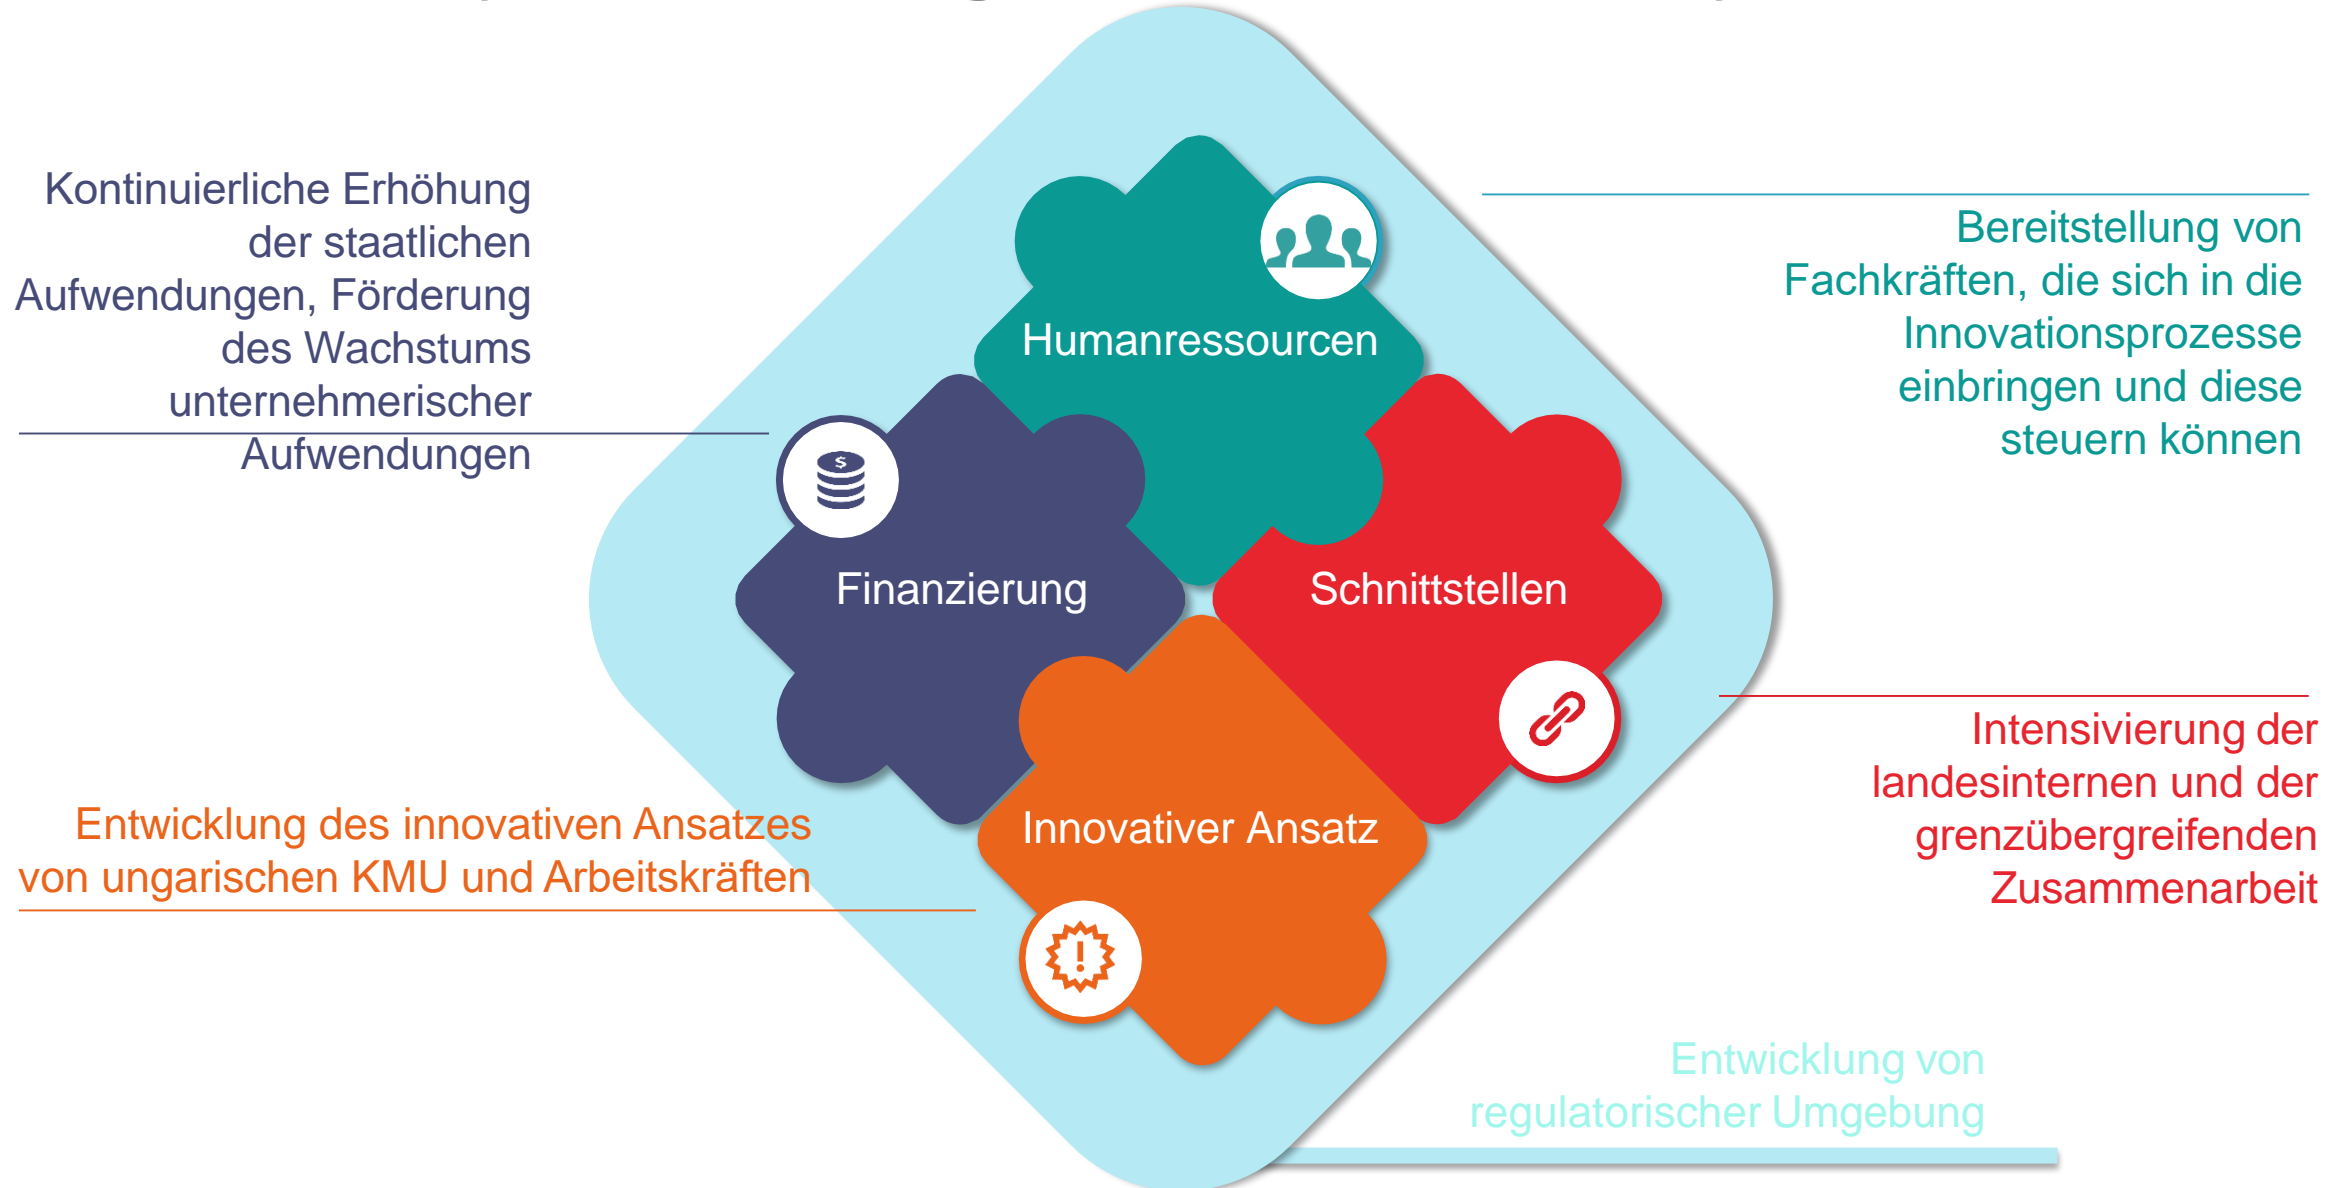 Kontinuierliche Erhöhung
der staatlichen
Aufwendungen, Förderung
des Wachstums
unternehmerischer
Aufwendungen
Humanressourcen
Bereitstellung von
Fachkräften, die sich in die
Innovationsprozesse
einbringen und diese
steuern können
$
Finanzierung
Schnittstellen
Intensivierung der
landesinternen und der
grenzübergreifenden
Zusammenarbeit
Entwicklung des innovativen Ansatzes
von ungarischen KMU und Arbeitskräften
Innovativer Ansatz
!
Entwicklung von
regulatorischer Umgebung